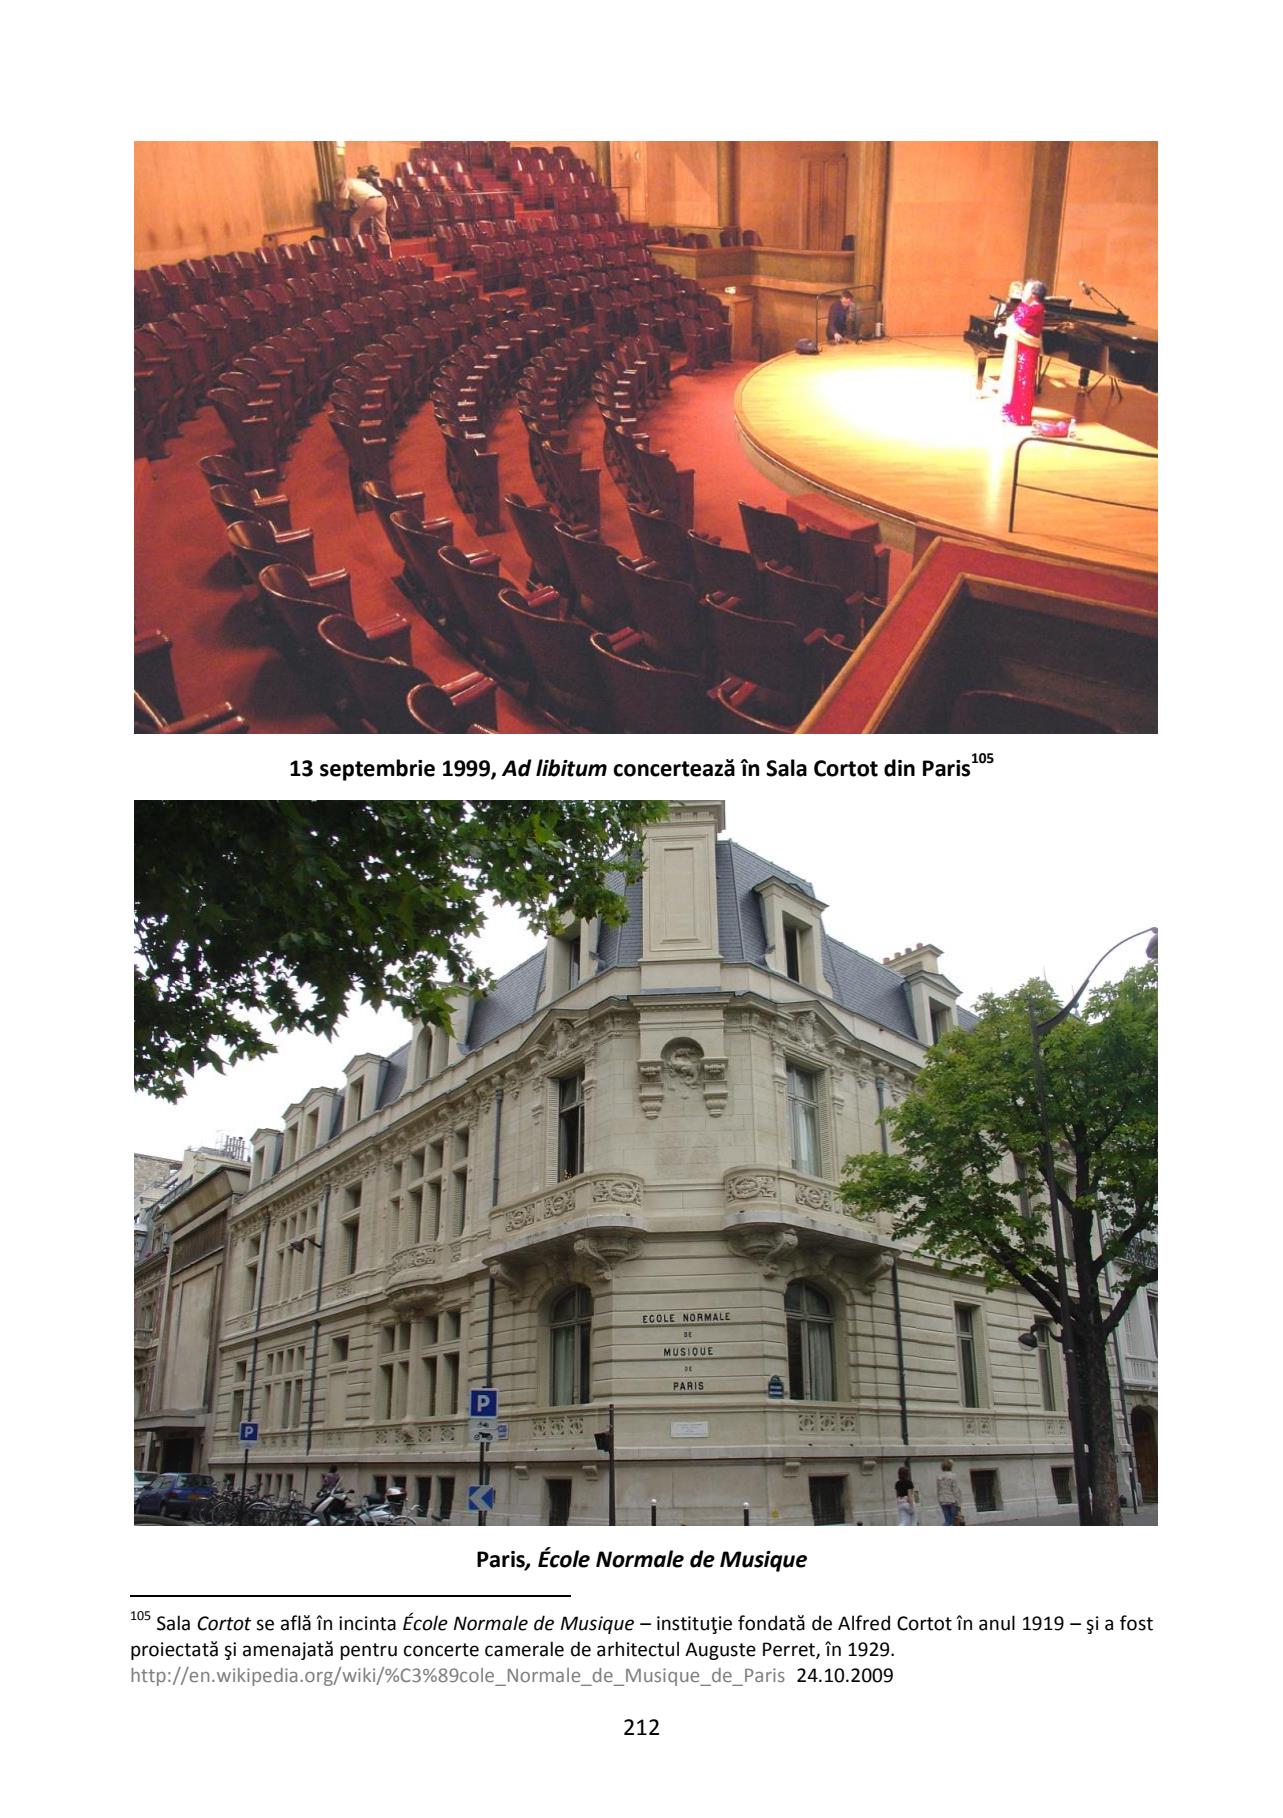 13 septembrie 1999, Ad libitum concertează în Sala Cortot din Paris105
ECOLE NORMALE
DE
MUSIQUE
DE
PARIS
P
P
Paris, École Normale de Musique
105 Sala Cortot se află în incinta École Normale de Musique – instituţie fondată de Alfred Cortot în anul 1919 – şi a fost
proiectată şi amenajată pentru concerte camerale de arhitectul Auguste Perret, în 1929.
http://en.wikipedia.org/wiki/%C3%89cole_Normale_de_Musique_de_Paris 24.10.2009
212